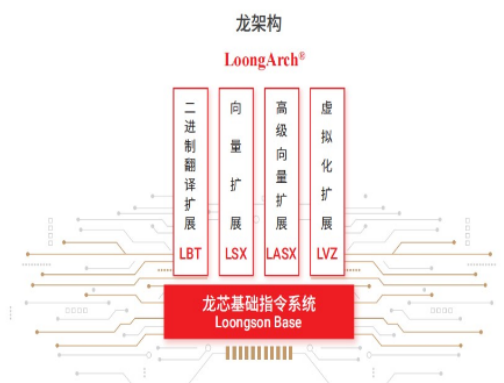 龙架构
LoongArch®
二进制翻译扩展
LBT
向量扩展
LSX
高级向量扩展
LASX
虚拟化扩展
LVZ
龙芯基础指令系统
Loongson Base